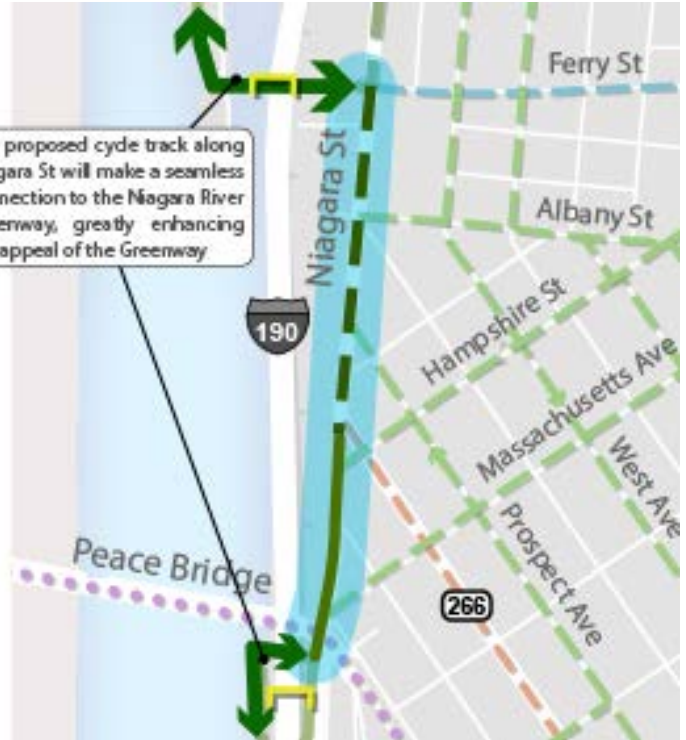 Ferry St
proposed cycle track along
gara St will make a seamless
nection to the Niagara River
enway, greatly enhancing
appeal of the Greenway
Niagara St
Albany St
190
Hampshire St
Massachusetts Ave
West Ave
Peace Bridge
Prospect Ave
266